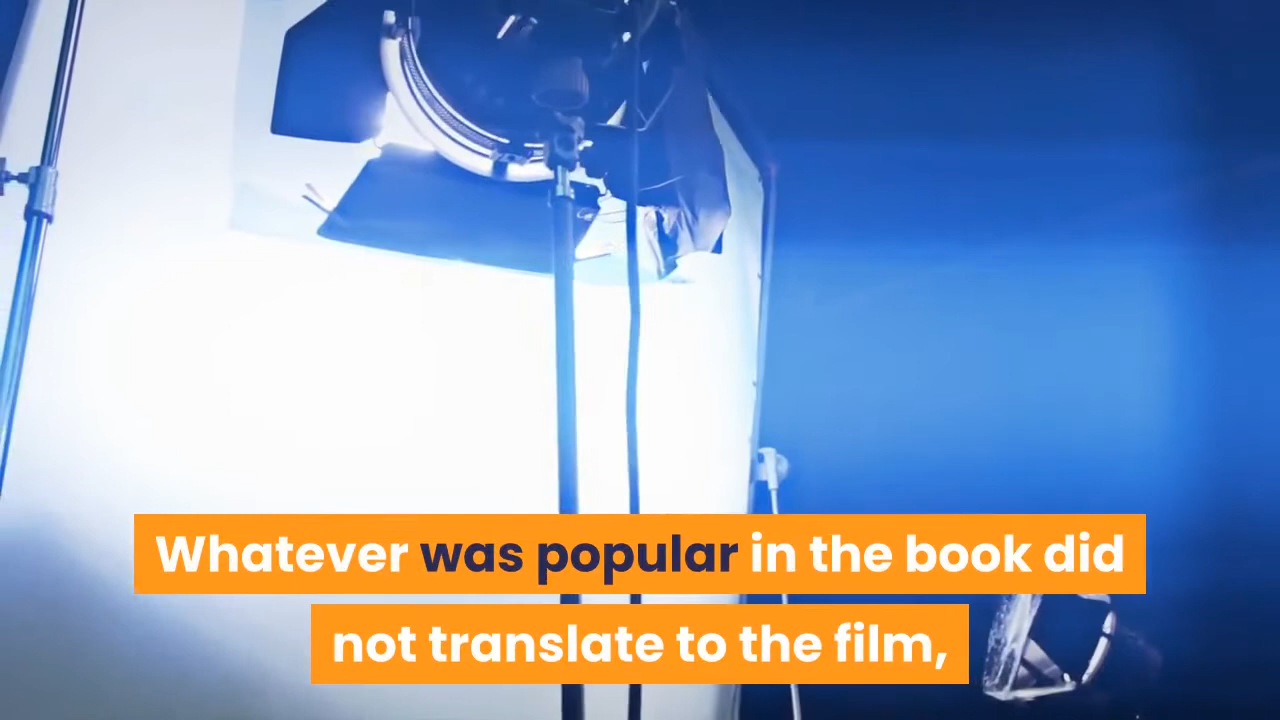 Whatever was popular in the book did
not translate to the film,